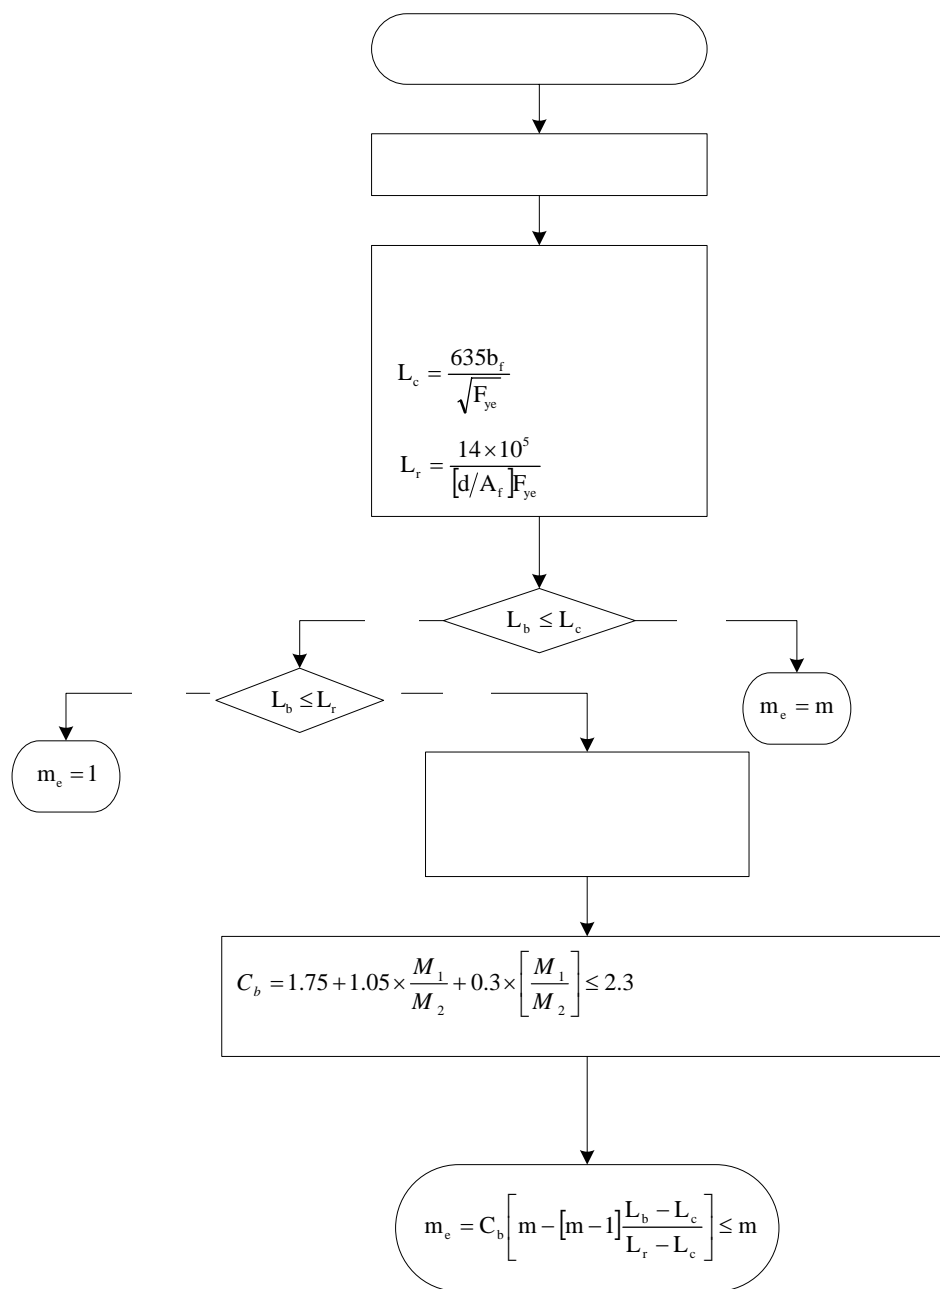 L_c = 635b_f / √F_ye
L_r = 14×10^5 / [d/A_f]F_ye
L_b ≤ L_c
L_b ≤ L_r
m_e = m
m_e = 1
C_b = 1.75 + 1.05 × M_1/M_2 + 0.3 × [M_1/M_2] ≤ 2.3
m_e = C_b[m − [m−1] (L_b − L_c)/(L_r − L_c)] ≤ m